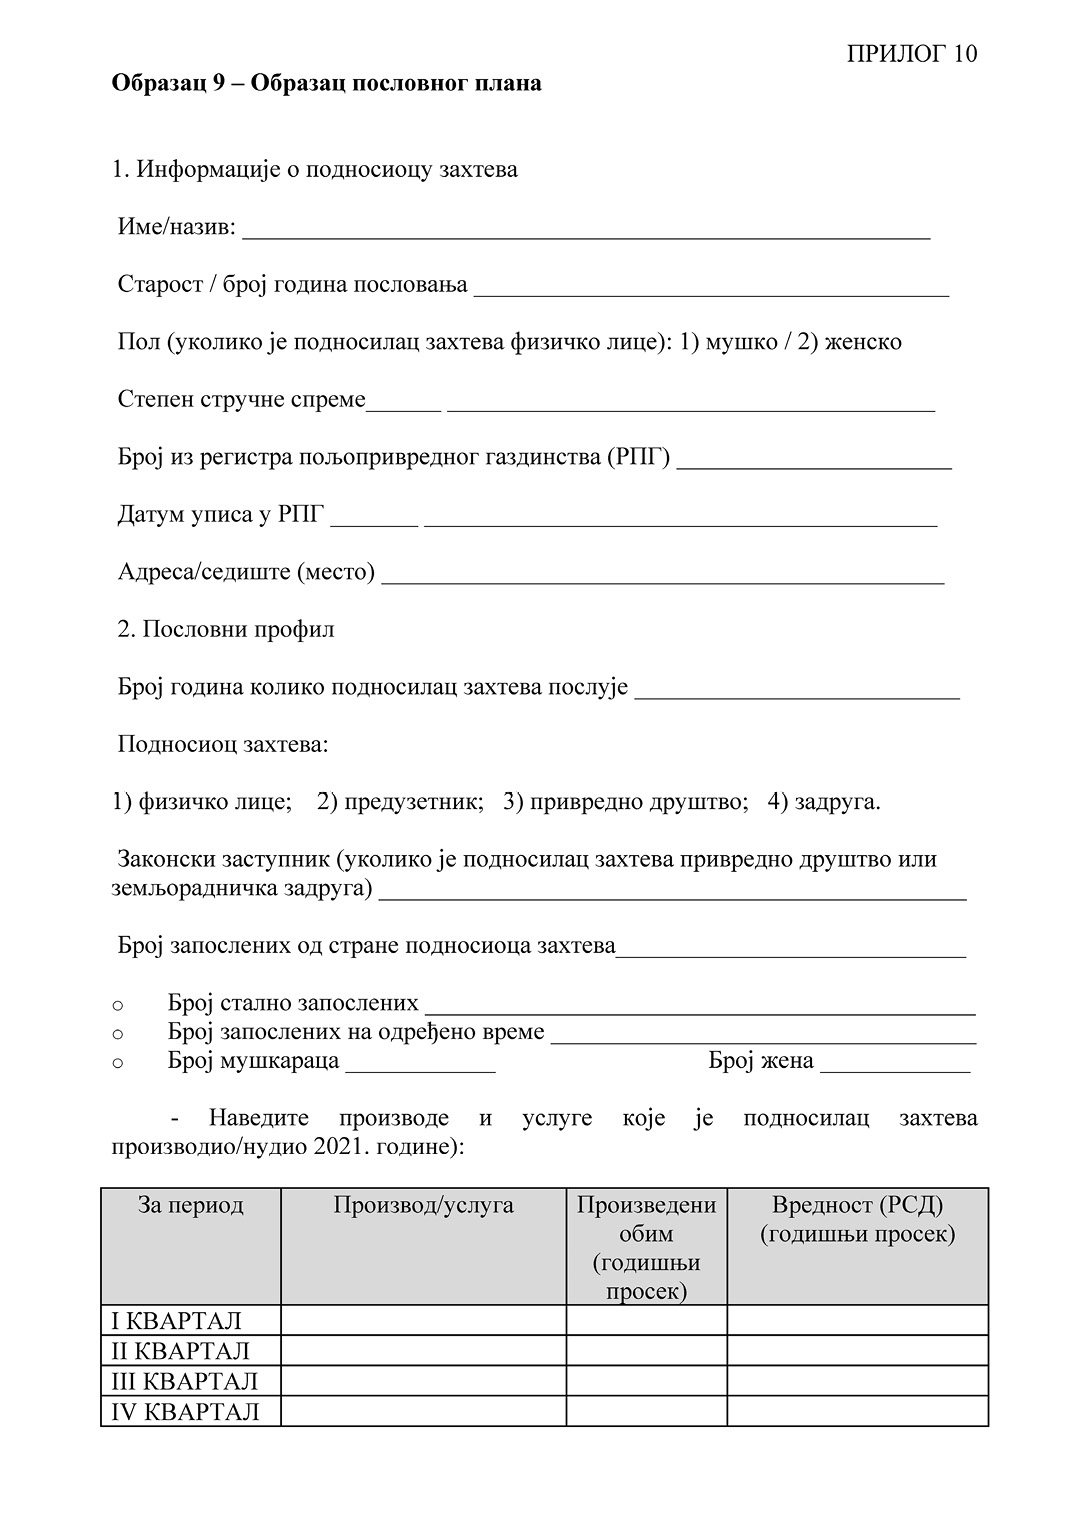 ПРИЛОГ 10
Образац 9 – Образац пословног плана
1. Информације о подносиоцу захтева
Име/назив: _______________________________________________________
Старост / број година пословања ______________________________________
Пол (уколико је подносилац захтева физичко лице): 1) мушко / 2) женско
Степен стручне спреме______ _______________________________________
Број из регистра пољопривредног газдинства (РПГ) ______________________
Датум уписа у РПГ _______ _________________________________________
Адреса/седиште (место) _____________________________________________
2. Пословни профил
Број година колико подносилац захтева послује __________________________
Подносиоц захтева:
1) физичко лице; 2) предузетник; 3) привредно друштво; 4) задруга.
Законски заступник (уколико је подносилац захтева привредно друштво или
земљорадничка задруга) _______________________________________________
Број запослених од стране подносиоца захтева____________________________
o Број стално запослених ____________________________________________
o Број запослених на одређено време __________________________________
o Број мушкараца ____________ Број жена ____________
- Наведите производе и услуге које је подносилац захтева
производио/нудио 2021. године):
За период Производ/услуга Произведени Вредност (РСД)
обим (годишњи просек)
(годишњи
просек)
I КВАРТАЛ
II КВАРТАЛ
III КВАРТАЛ
IV КВАРТАЛ